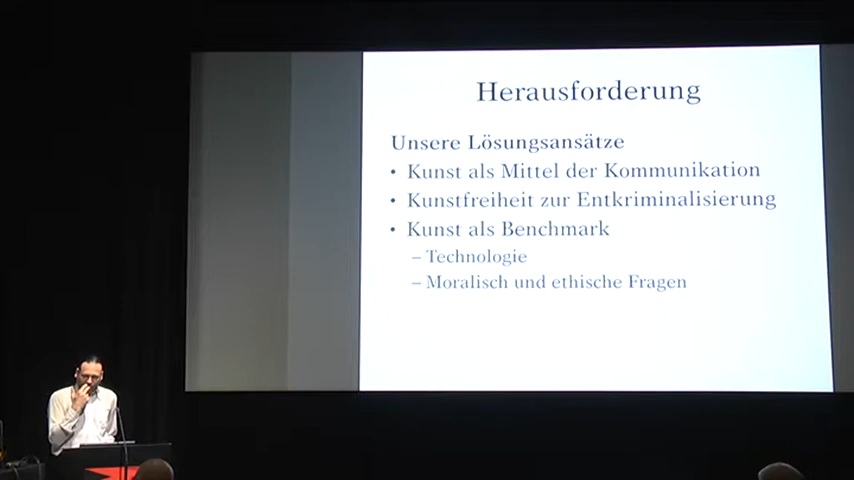 Herausforderung
Unsere Lösungsansätze
• Kunst als Mittel der Kommunikation
• Kunstfreiheit zur Entkriminalisierung
• Kunst als Benchmark
– Technologie
– Moralisch und ethische Fragen